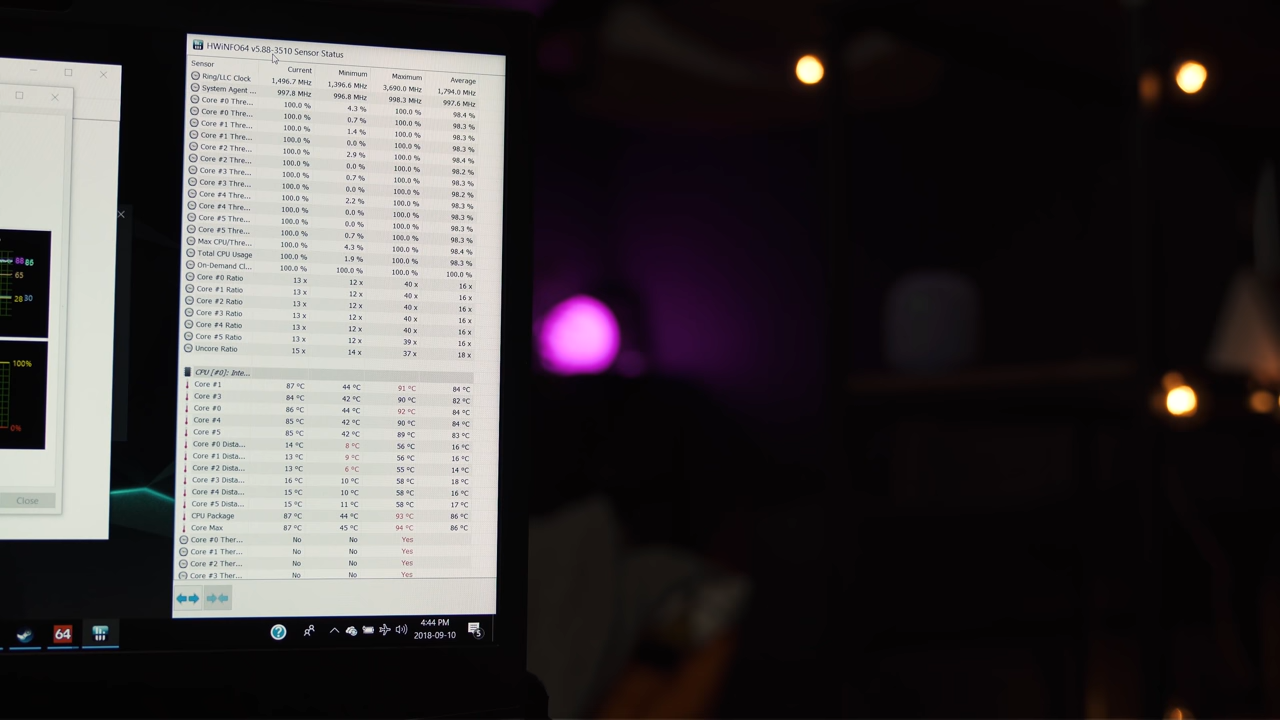 HWiNFO64 v5.88-3510 Sensor Status
Sensor Current Minimum Maximum Average
Ring/LLC Clock 1,496.7 MHz 1,396.6 MHz 3,690.0 MHz 1,794.0 MHz
System Agent ... 997.8 MHz 996.8 MHz 998.3 MHz 997.6 MHz
Core #0 Thre... 100.0 % 4.3 % 100.0 % 98.4 %
Core #0 Thre... 100.0 % 0.7 % 100.0 % 98.3 %
Core #1 Thre... 100.0 % 1.4 % 100.0 % 98.3 %
Core #1 Thre... 100.0 % 0.0 % 100.0 % 98.3 %
Core #2 Thre... 100.0 % 2.9 % 100.0 % 98.4 %
Core #2 Thre... 100.0 % 0.0 % 100.0 % 98.2 %
Core #3 Thre... 100.0 % 0.7 % 100.0 % 98.3 %
Core #3 Thre... 100.0 % 0.0 % 100.0 % 98.2 %
Core #4 Thre... 100.0 % 2.2 % 100.0 % 98.3 %
Core #4 Thre... 100.0 % 0.0 % 100.0 % 98.3 %
Core #5 Thre... 100.0 % 0.0 % 100.0 % 98.3 %
Core #5 Thre... 100.0 % 0.7 % 100.0 % 98.3 %
Max CPU/Thre... 100.0 % 4.3 % 100.0 % 98.4 %
Total CPU Usage 100.0 % 1.9 % 100.0 % 98.3 %
On-Demand Cl... 100.0 % 100.0 % 100.0 % 100.0 %
Core #0 Ratio 13 x 12 x 40 x 16 x
Core #1 Ratio 13 x 12 x 40 x 16 x
Core #2 Ratio 13 x 12 x 40 x 16 x
Core #3 Ratio 13 x 12 x 40 x 16 x
Core #4 Ratio 13 x 12 x 40 x 16 x
Core #5 Ratio 13 x 12 x 39 x 16 x
Uncore Ratio 15 x 14 x 37 x 18 x
CPU [#0]: Inte...
Core #1 87 °C 44 °C 91 °C 84 °C
Core #3 84 °C 42 °C 90 °C 82 °C
Core #0 86 °C 44 °C 92 °C 84 °C
Core #4 85 °C 42 °C 90 °C 84 °C
Core #5 85 °C 42 °C 89 °C 83 °C
Core #0 Dista... 14 °C 8 °C 56 °C 16 °C
Core #1 Dista... 13 °C 9 °C 56 °C 16 °C
Core #2 Dista... 13 °C 6 °C 55 °C 14 °C
Core #3 Dista... 16 °C 10 °C 58 °C 18 °C
Core #4 Dista... 15 °C 10 °C 58 °C 16 °C
Core #5 Dista... 15 °C 11 °C 58 °C 17 °C
CPU Package 87 °C 44 °C 93 °C 86 °C
Core Max 87 °C 45 °C 94 °C 86 °C
Core #0 Ther... No No Yes
Core #1 Ther... No No Yes
Core #2 Ther... No No Yes
Core #3 Ther... No No Yes
65
28 30
100%
0%
Close
64
4:44 PM
2018-09-10
5